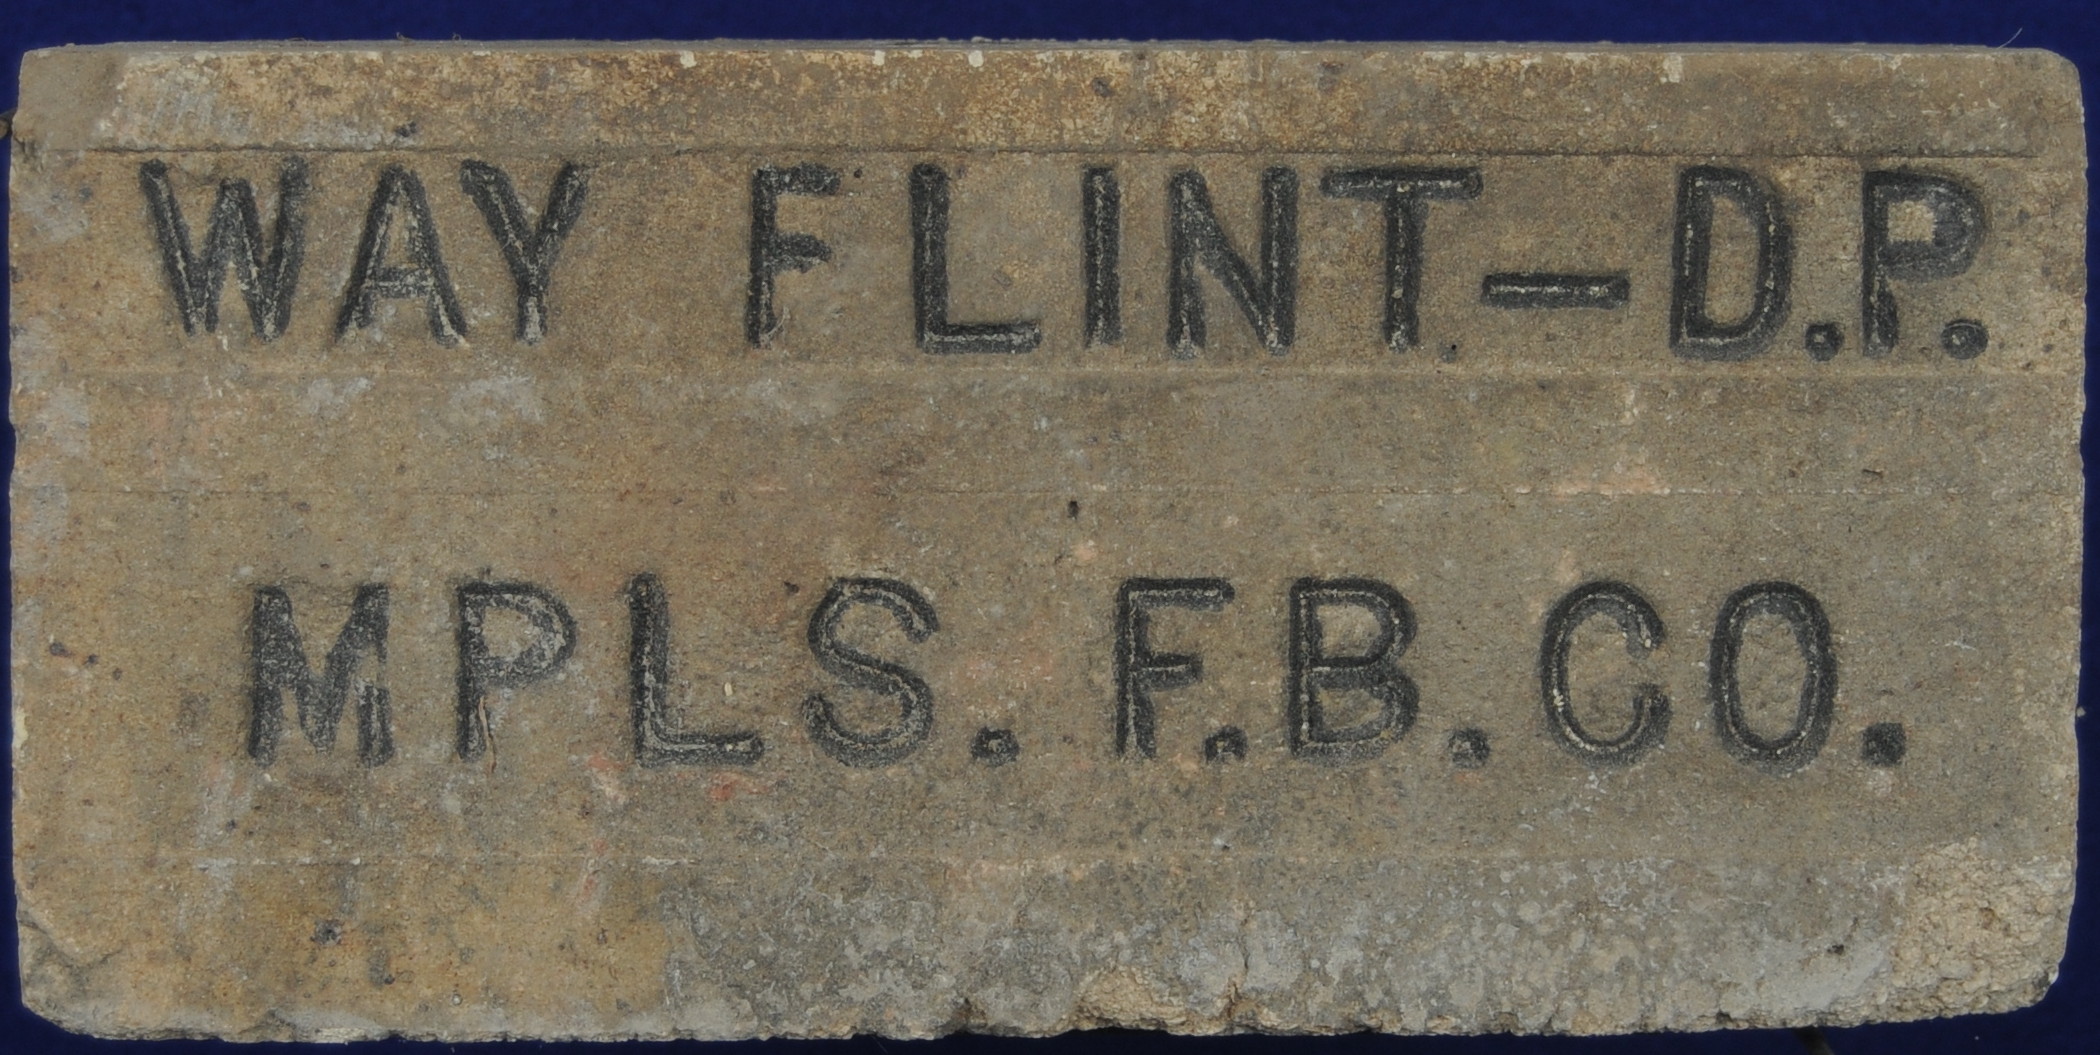 WAY FLINT-D.P.
MPLS. F.B.CO.